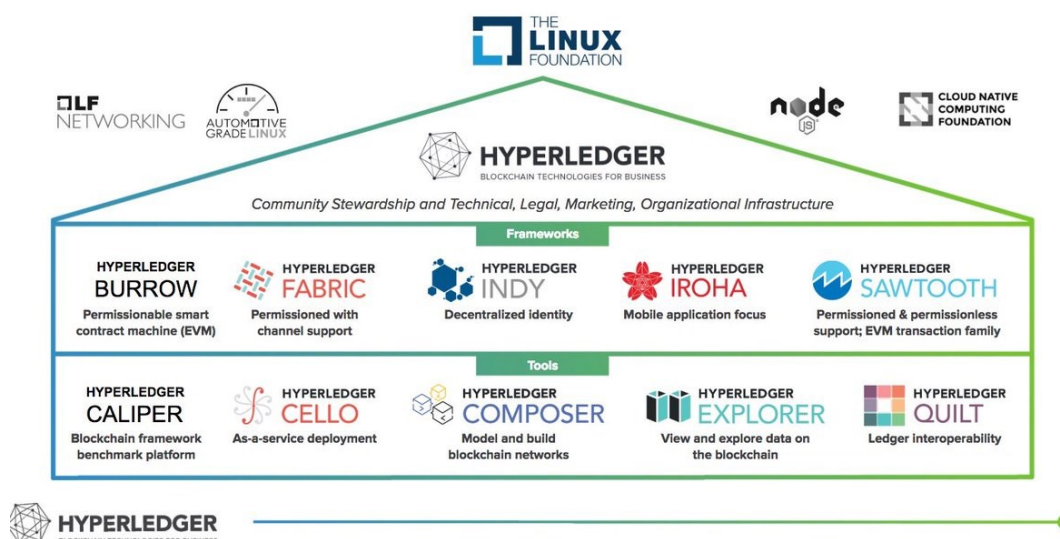 THE
LINUX
FOUNDATION
LF
NETWORKING
AUTOMOTIVE
GRADELINUX
node
JS
CLOUD NATIVE
COMPUTING
FOUNDATION
HYPERLEDGER
BLOCKCHAIN TECHNOLOGIES FOR BUSINESS
Community Stewardship and Technical, Legal, Marketing, Organizational Infrastructure
Frameworks
HYPERLEDGER
BURROW
Permissionable smart
contract machine (EVM)
HYPERLEDGER
FABRIC
Permissioned with
channel support
HYPERLEDGER
INDY
Decentralized identity
HYPERLEDGER
IROHA
Mobile application focus
HYPERLEDGER
SAWTOOTH
Permissioned & permissionless
support; EVM transaction family
Tools
HYPERLEDGER
CALIPER
Blockchain framework
benchmark platform
HYPERLEDGER
CELLO
As-a-service deployment
HYPERLEDGER
COMPOSER
Model and build
blockchain networks
HYPERLEDGER
EXPLORER
View and explore data on
the blockchain
HYPERLEDGER
QUILT
Ledger interoperability
HYPERLEDGER